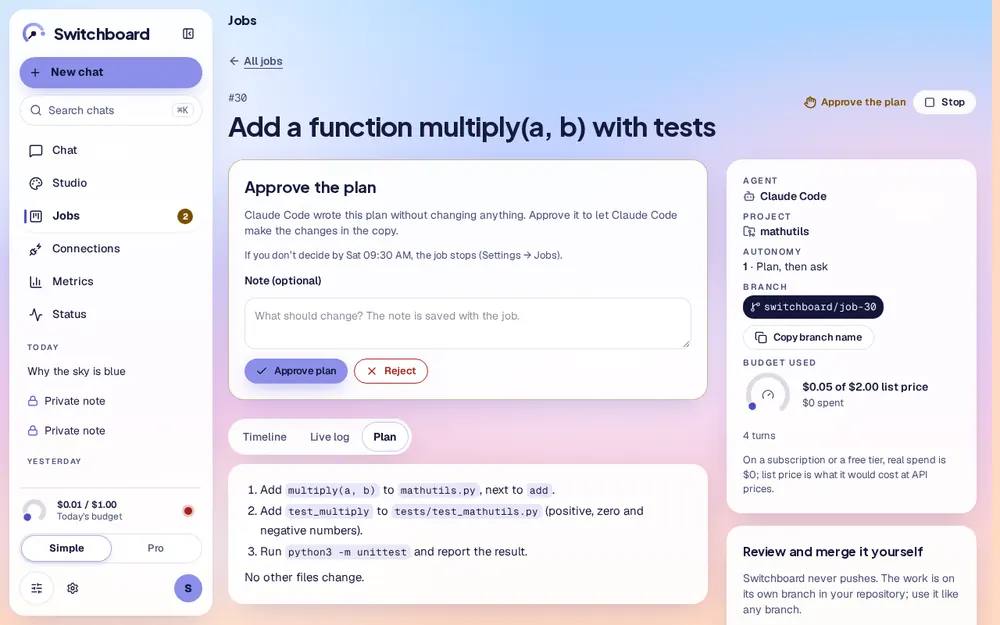 Switchboard
New chat
Search chats
⌘K
Chat
Studio
Jobs
2
Connections
Metrics
Status
TODAY
Why the sky is blue
Private note
Private note
YESTERDAY
$0.01 / $1.00
Today's budget
Simple
Pro
S
Jobs
← All jobs
#30
Add a function multiply(a, b) with tests
Approve the plan
Stop
Approve the plan
Claude Code wrote this plan without changing anything. Approve it to let Claude Code
make the changes in the copy.
If you don't decide by Sat 09:30 AM, the job stops (Settings → Jobs).
Note (optional)
What should change? The note is saved with the job.
Approve plan
Reject
Timeline
Live log
Plan
1. Add multiply(a, b) to mathutils.py, next to add.
2. Add test_multiply to tests/test_mathutils.py (positive, zero and
negative numbers).
3. Run python3 -m unittest and report the result.
No other files change.
AGENT
Claude Code
PROJECT
mathutils
AUTONOMY
1 · Plan, then ask
BRANCH
switchboard/job-30
Copy branch name
BUDGET USED
$0.05 of $2.00 list price
$0 spent
4 turns
On a subscription or a free tier, real spend is
$0; list price is what it would cost at API
prices.
Review and merge it yourself
Switchboard never pushes. The work is on
its own branch in your repository; use it like
any branch.